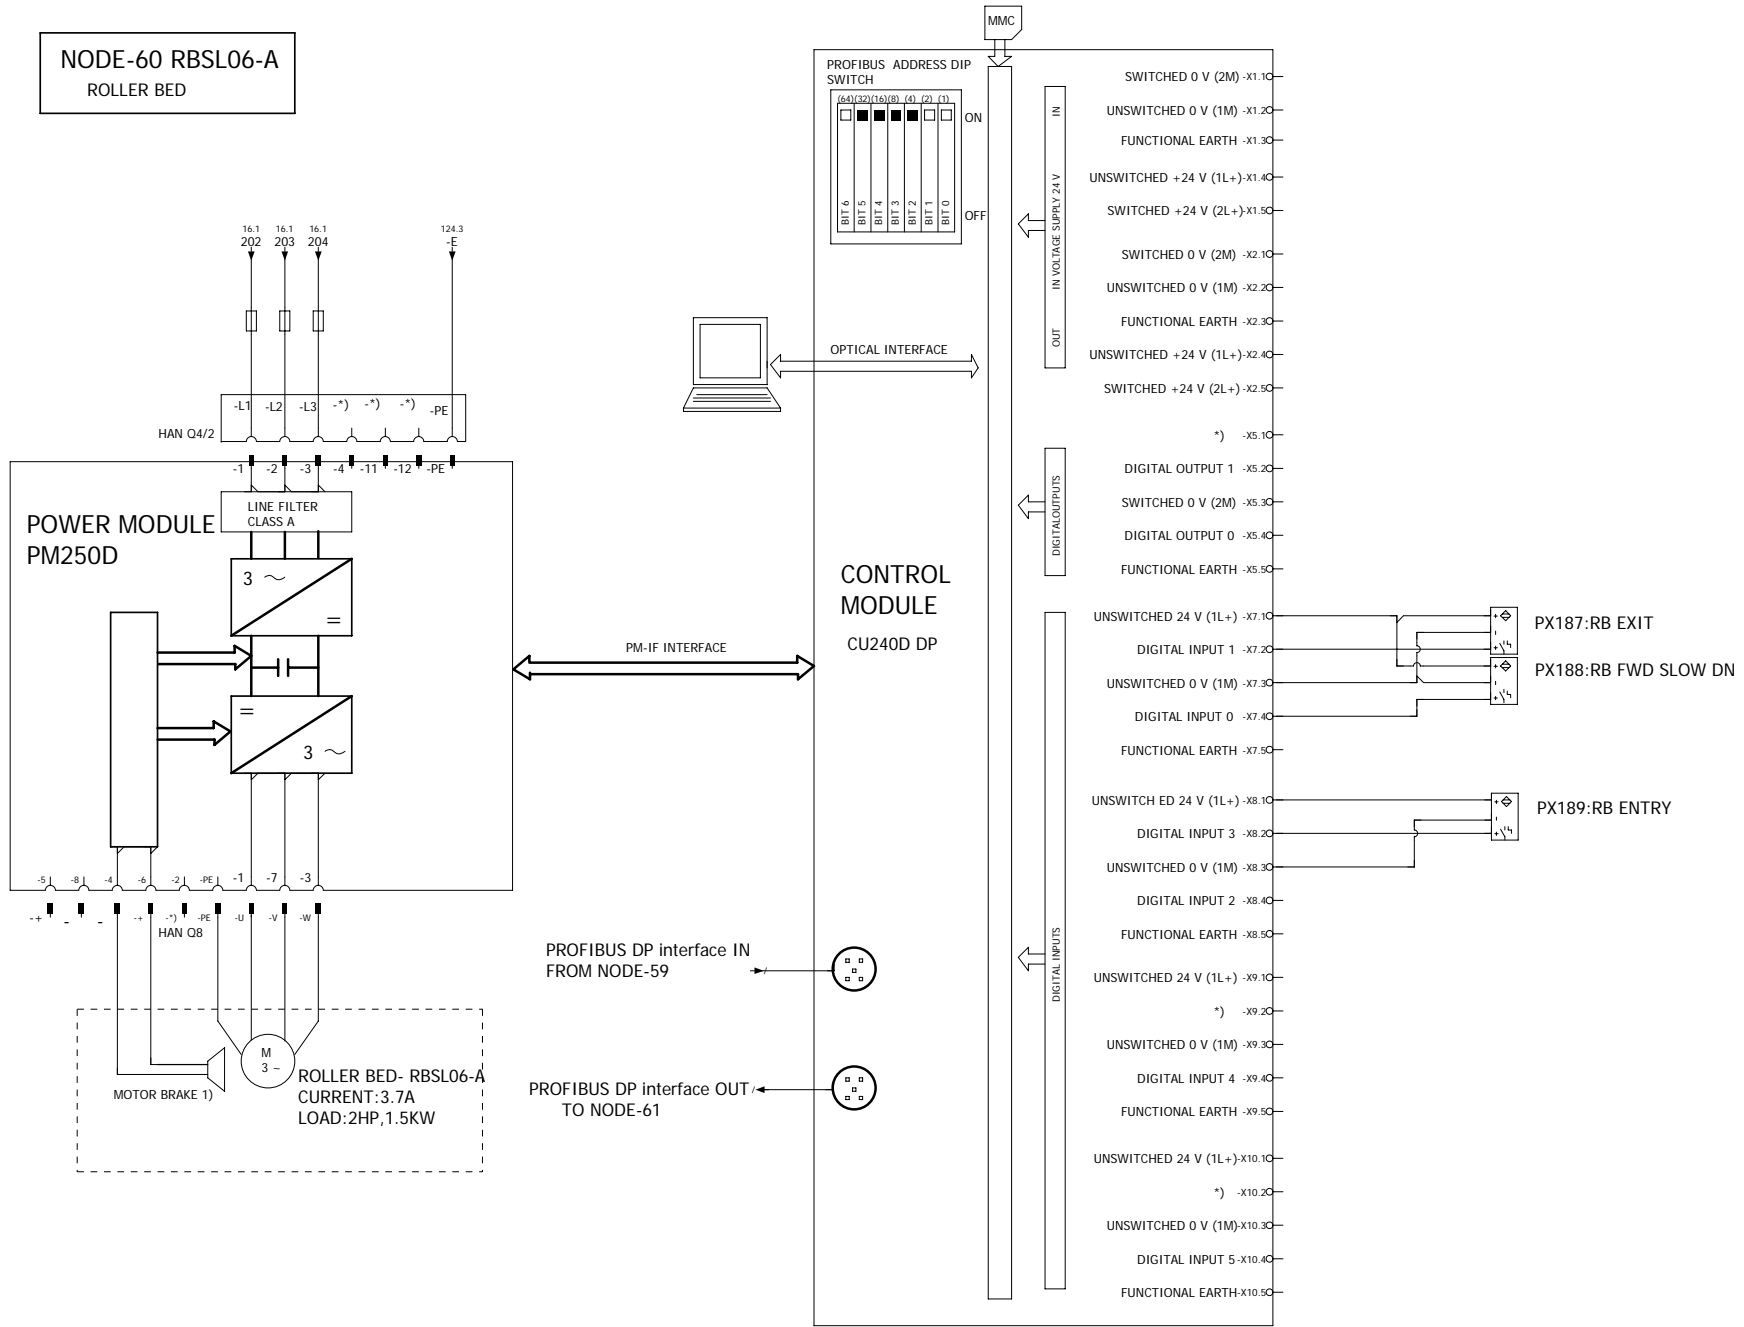 NODE-60 RBSL06-A
ROLLER BED
MMC
PROFIBUS ADDRESS DIP
SWITCH
(64)(32)(16)(8) (4) (2) (1)
ON
BIT 6
BIT 5
BIT 4
BIT 3
BIT 2
BIT 1
BIT 0
OFF
16.1 16.1 16.1 124.3
202 203 204 -E
OPTICAL INTERFACE
-L1 -L2 -L3 -*) -*) -*) -PE
HAN Q4/2
-1 -2 -3 -4 -11 -12 -PE
LINE FILTER
CLASS A
POWER MODULE
PM250D
3 ~
=
=
3 ~
PM-IF INTERFACE
CONTROL
MODULE
CU240D DP
-5 -8 -4 -6 -2 -PE -1 -7 -3
-+ - - -+ -*) -PE -U -V -W
HAN Q8
M
3 ~
MOTOR BRAKE 1)
ROLLER BED- RBSL06-A
CURRENT:3.7A
LOAD:2HP,1.5KW
PROFIBUS DP interface IN
FROM NODE-59
PROFIBUS DP interface OUT
TO NODE-61
IN
IN VOLTAGE SUPPLY 24 V
OUT
DIGITALOUTPUTS
DIGITAL INPUTS
SWITCHED 0 V (2M) -X1.1
UNSWITCHED 0 V (1M) -X1.2
FUNCTIONAL EARTH -X1.3
UNSWITCHED +24 V (1L+)-X1.4
SWITCHED +24 V (2L+)-X1.5
SWITCHED 0 V (2M) -X2.1
UNSWITCHED 0 V (1M) -X2.2
FUNCTIONAL EARTH -X2.3
UNSWITCHED +24 V (1L+)-X2.4
SWITCHED +24 V (2L+)-X2.5
*) -X5.1
DIGITAL OUTPUT 1 -X5.2
SWITCHED 0 V (2M) -X5.3
DIGITAL OUTPUT 0 -X5.4
FUNCTIONAL EARTH -X5.5
UNSWITCHED 24 V (1L+) -X7.1
DIGITAL INPUT 1 -X7.2
UNSWITCHED 0 V (1M) -X7.3
DIGITAL INPUT 0 -X7.4
FUNCTIONAL EARTH -X7.5
UNSWITCH ED 24 V (1L+) -X8.1
DIGITAL INPUT 3 -X8.2
UNSWITCHED 0 V (1M) -X8.3
DIGITAL INPUT 2 -X8.4
FUNCTIONAL EARTH -X8.5
UNSWITCHED 24 V (1L+) -X9.1
*) -X9.2
UNSWITCHED 0 V (1M) -X9.3
DIGITAL INPUT 4 -X9.4
FUNCTIONAL EARTH -X9.5
UNSWITCHED 24 V (1L+)-X10.1
*) -X10.2
UNSWITCHED 0 V (1M)-X10.3
DIGITAL INPUT 5 -X10.4
FUNCTIONAL EARTH-X10.5
+
-
+
PX187:RB EXIT
+
-
+
PX188:RB FWD SLOW DN
+
-
+
PX189:RB ENTRY